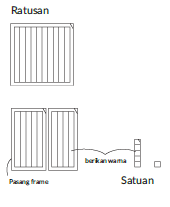 Ratusan
berikan warna
Pasang frame
Satuan